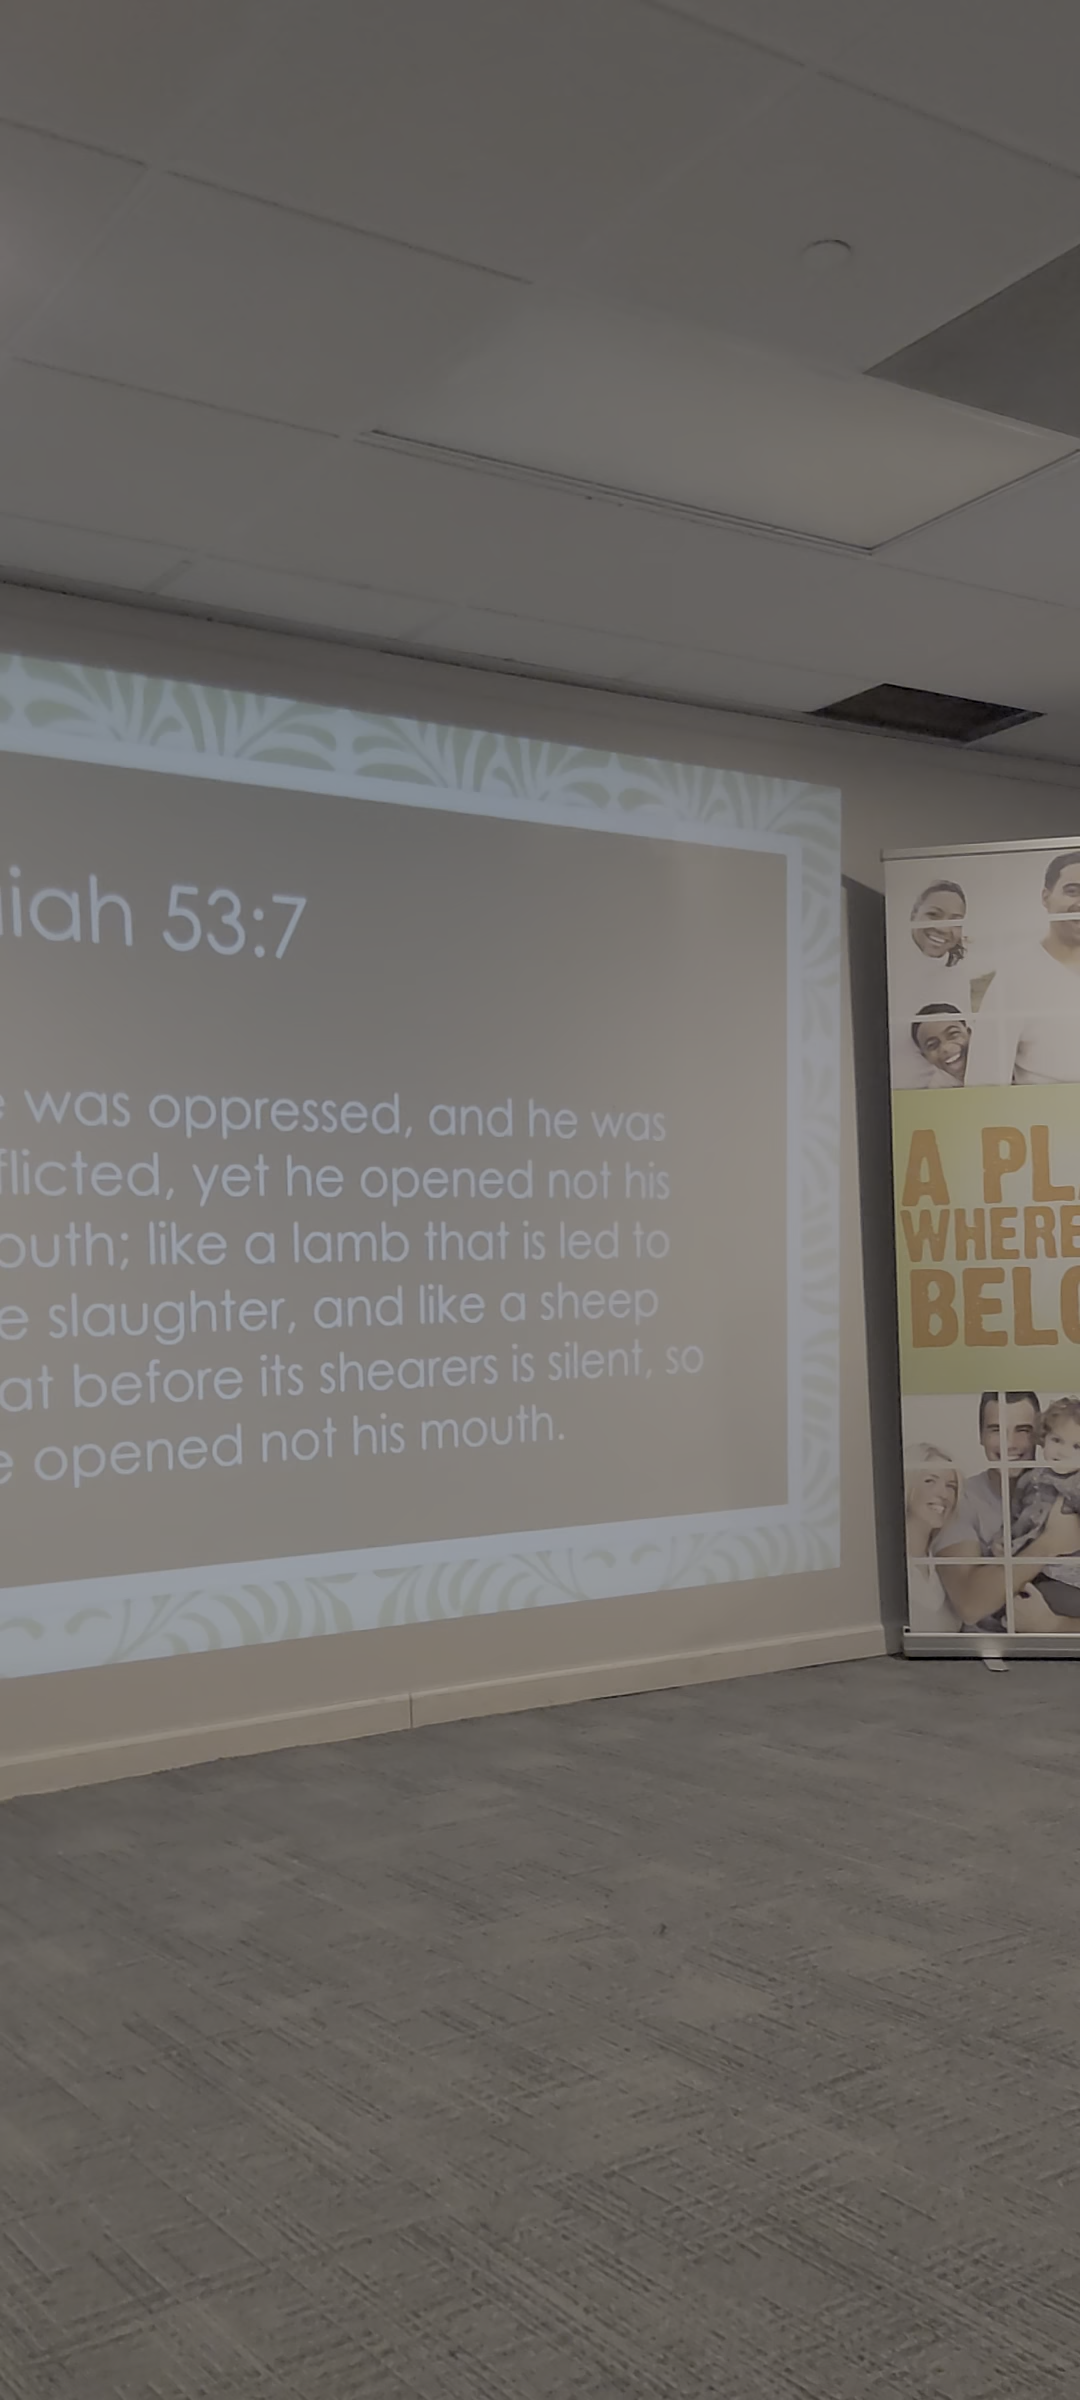 iah 53:7
e was oppressed, and he was
flicted, yet he opened not his
outh; like a lamb that is led to
e slaughter, and like a sheep
at before its shearers is silent, so
e opened not his mouth.
A PL
WHERE
BELO